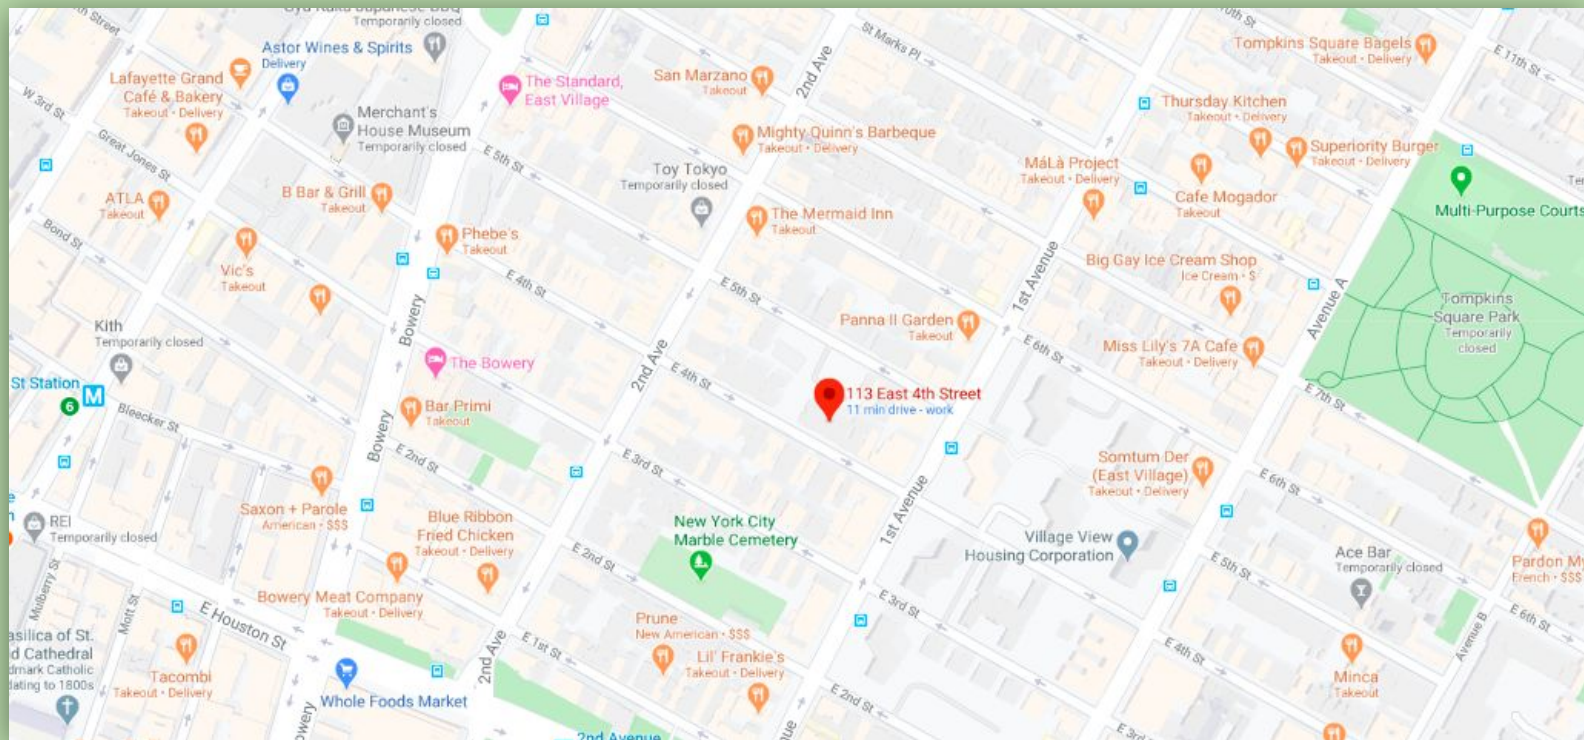 Temporarily closed
Astor Wines & Spirits
Delivery
Lafayette Grand
Café & Bakery
Takeout • Delivery
W 3rd St
Great Jones St
Merchant's
House Museum
Temporarily closed
The Standard,
East Village
San Marzano
Takeout
2nd Ave
St Marks Pl
Tompkins Square Bagels
Takeout • Delivery
E 11th St
Mighty Quinn's Barbeque
Takeout • Delivery
Thursday Kitchen
Takeout • Delivery
Superiority Burger
Takeout • Delivery
E 5th St
Toy Tokyo
Temporarily closed
MáLà Project
Takeout • Delivery
Cafe Mogador
Takeout
Multi-Purpose Courts
ATLA
Takeout
B Bar & Grill
Takeout
Bond St
Phebe's
Takeout
The Mermaid Inn
Takeout
Vic's
Takeout
E 4th St
E 5th St
1st Avenue
Big Gay Ice Cream Shop
Ice Cream • $
Avenue A
Tompkins
Square Park
Temporarily
closed
Kith
Temporarily closed
Bowery
The Bowery
2nd Ave
E 4th St
Panna II Garden
Takeout
E 6th St
Miss Lily's 7A Cafe
Takeout • Delivery
E 7th St
St Station
M
6
Bleecker St
Bar Primi
Takeout
113 East 4th Street
11 min drive - work
Bowery
E 2nd St
E 3rd St
Somtum Der
(East Village)
Takeout • Delivery
E 6th St
REI
Temporarily closed
Saxon + Parole
American • $$$
Blue Ribbon
Fried Chicken
Takeout • Delivery
New York City
Marble Cemetery
1st Avenue
Village View
Housing Corporation
Ace Bar
Temporarily closed
Pardon My
French • $$$
Mulberry St
Mott St
E Houston St
Bowery Meat Company
Takeout • Delivery
E 2nd St
E 3rd St
E 5th St
E 6th St
Avenue B
asilica of St.
d Cathedral
dmark Catholic
dating to 1800s
Tacombi
Takeout • Delivery
2nd Ave
E 1st St
Prune
New American • $$$
Lil' Frankie's
Takeout • Delivery
E 2nd St
E 4th St
Minca
Takeout
Whole Foods Market
owery
2nd Avenue